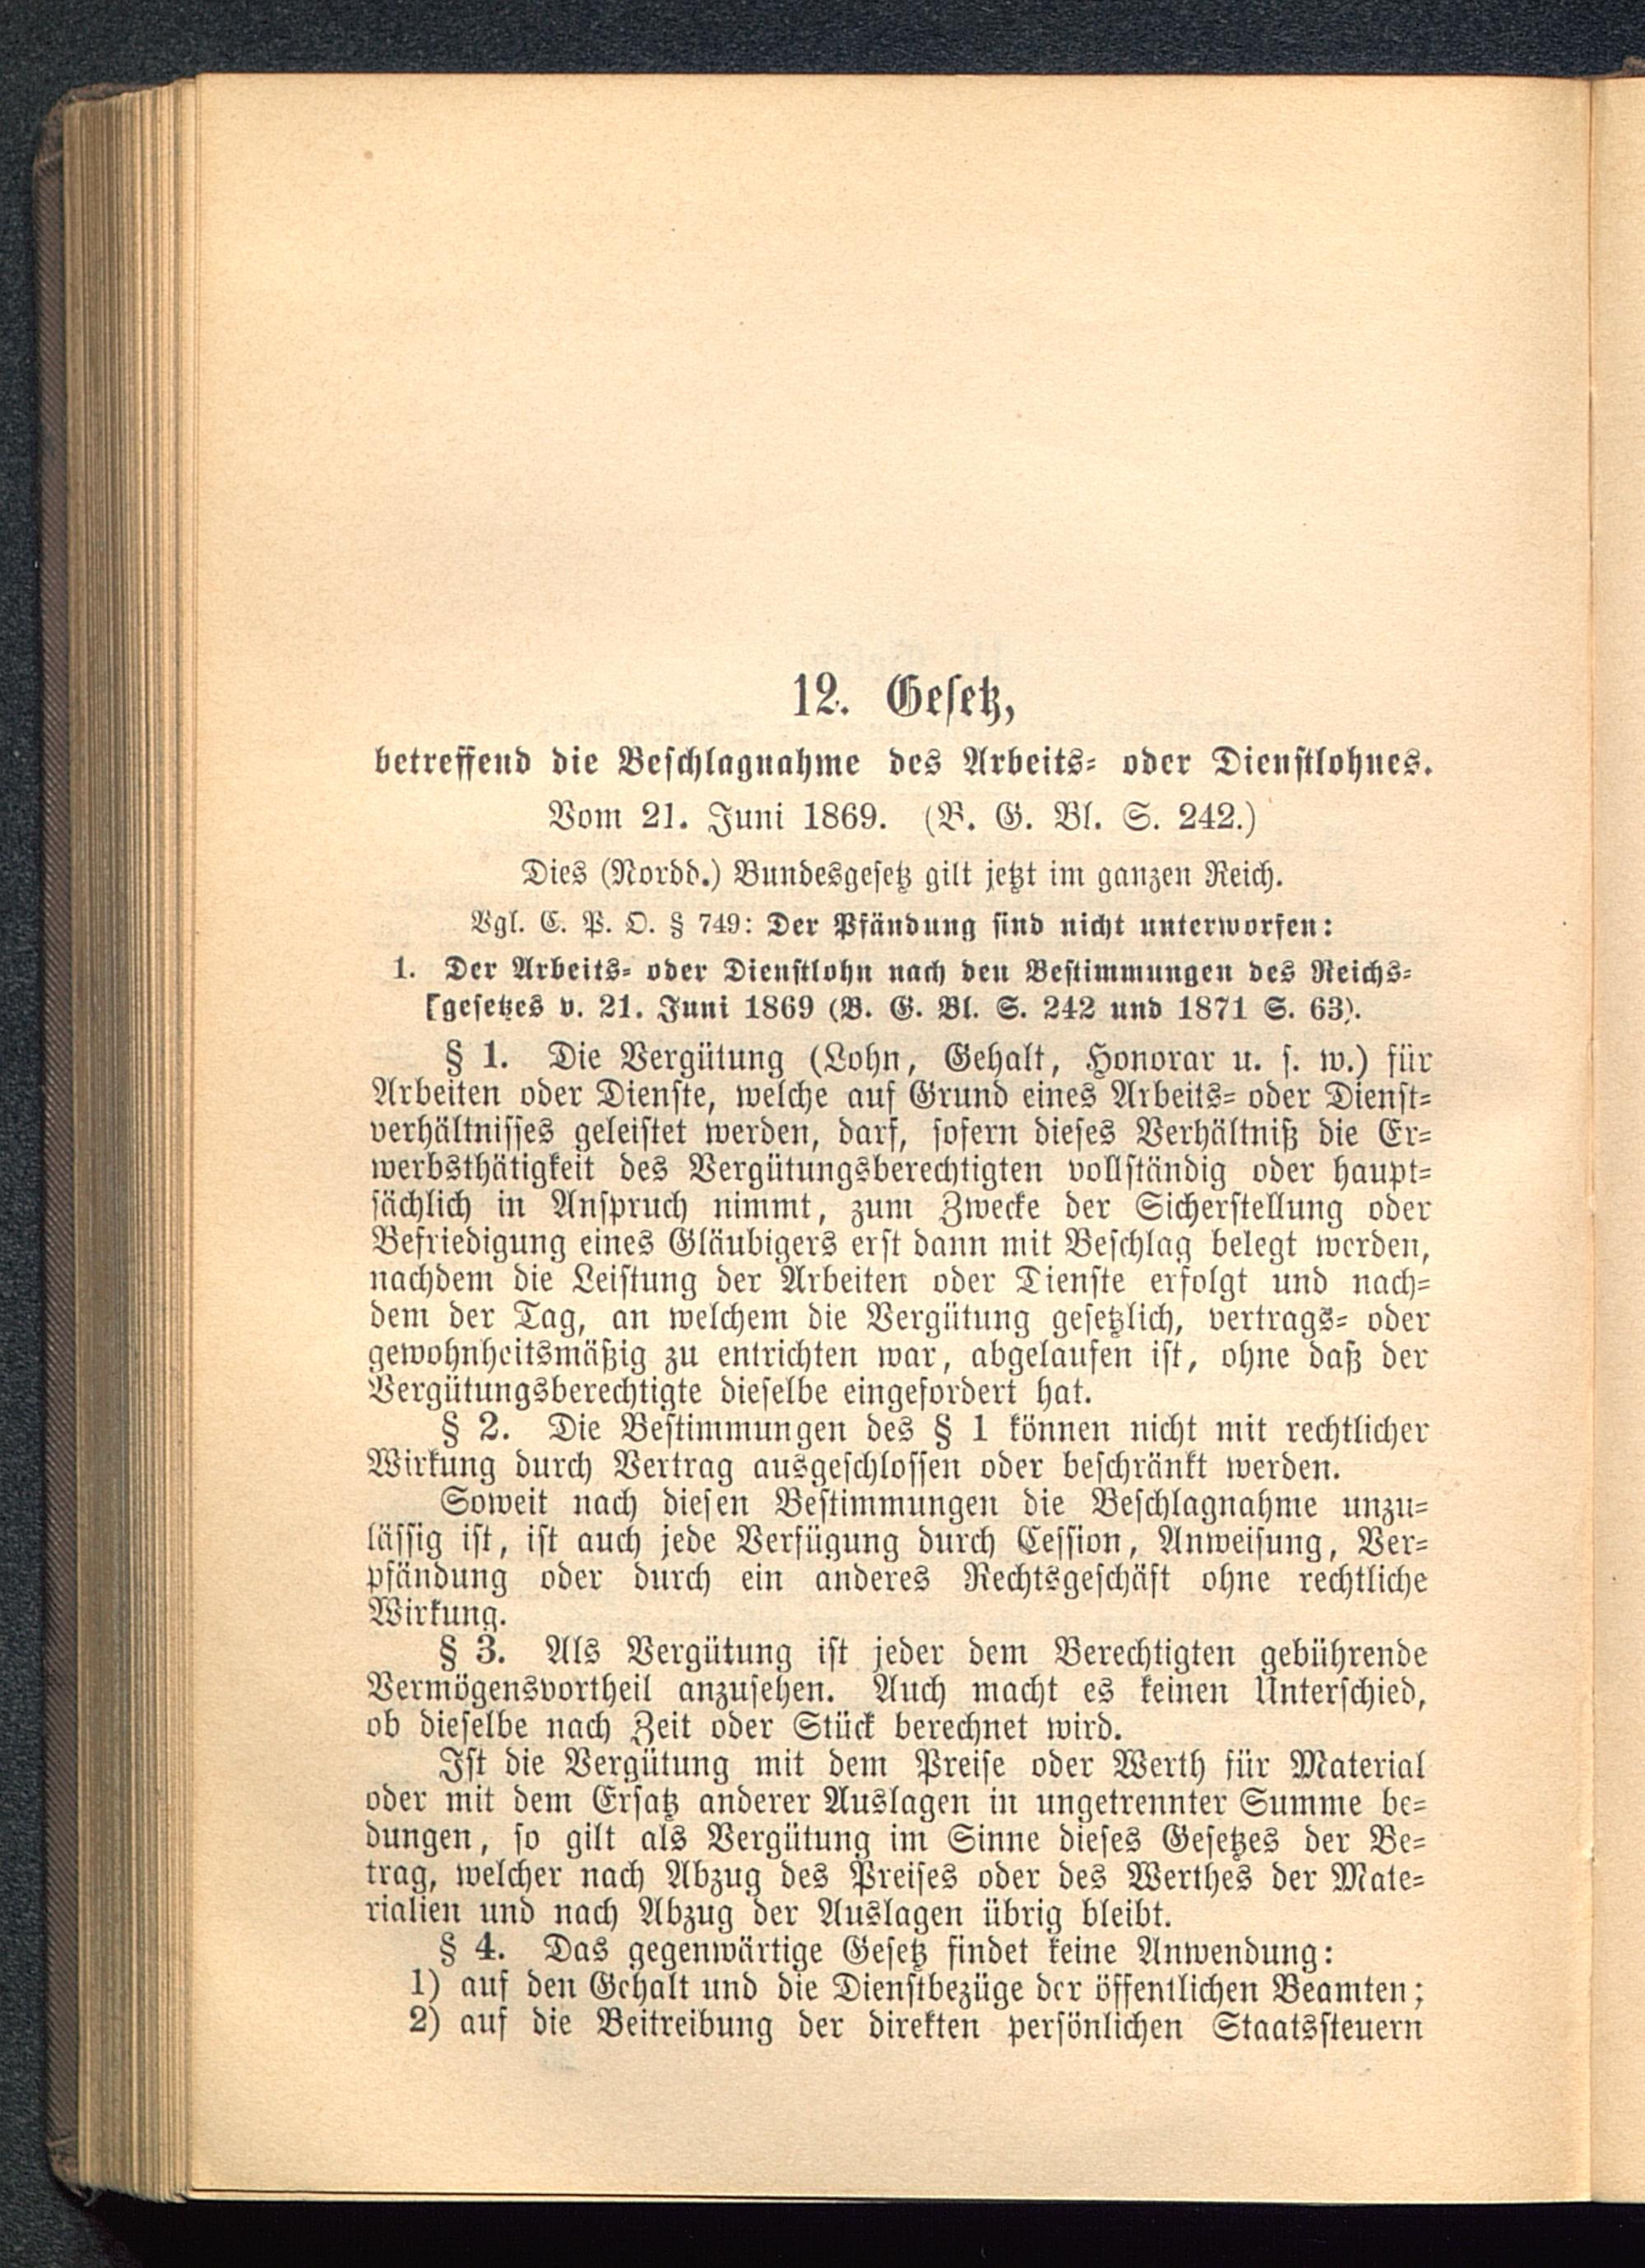 12. Gesetz,
betreffend die Beschlagnahme des Arbeits- oder Dienstlohnes.
Vom 21. Juni 1869. (B. G. Bl. S. 242.)
Dies (Nordd.) Bundesgesetz gilt jetzt im ganzen Reich.
Vgl. C. P. O. § 749: Der Pfändung sind nicht unterworfen:
1. Der Arbeits- oder Dienstlohn nach den Bestimmungen des Reichs-
[gesetzes v. 21. Juni 1869 (B. G. Bl. S. 242 und 1871 S. 63).
§ 1. Die Vergütung (Lohn, Gehalt, Honorar u. s. w.) für
Arbeiten oder Dienste, welche auf Grund eines Arbeits- oder Dienst-
verhältnisses geleistet werden, darf, sofern dieses Verhältniß die Er-
werbsthätigkeit des Vergütungsberechtigten vollständig oder haupt-
sächlich in Anspruch nimmt, zum Zwecke der Sicherstellung oder
Befriedigung eines Gläubigers erst dann mit Beschlag belegt werden,
nachdem die Leistung der Arbeiten oder Dienste erfolgt und nach-
dem der Tag, an welchem die Vergütung gesetzlich, vertrags- oder
gewohnheitsmäßig zu entrichten war, abgelaufen ist, ohne daß der
Vergütungsberechtigte dieselbe eingefordert hat.
§ 2. Die Bestimmungen des § 1 können nicht mit rechtlicher
Wirkung durch Vertrag ausgeschlossen oder beschränkt werden.
Soweit nach diesen Bestimmungen die Beschlagnahme unzu-
lässig ist, ist auch jede Verfügung durch Cession, Anweisung, Ver-
pfändung oder durch ein anderes Rechtsgeschäft ohne rechtliche
Wirkung.
§ 3. Als Vergütung ist jeder dem Berechtigten gebührende
Vermögensvortheil anzusehen. Auch macht es keinen Unterschied,
ob dieselbe nach Zeit oder Stück berechnet wird.
Ist die Vergütung mit dem Preise oder Werth für Material
oder mit dem Ersatz anderer Auslagen in ungetrennter Summe be-
dungen, so gilt als Vergütung im Sinne dieses Gesetzes der Be-
trag, welcher nach Abzug des Preises oder des Werthes der Mate-
rialien und nach Abzug der Auslagen übrig bleibt.
§ 4. Das gegenwärtige Gesetz findet keine Anwendung:
1) auf den Gehalt und die Dienstbezüge der öffentlichen Beamten;
2) auf die Beitreibung der direkten persönlichen Staatssteuern